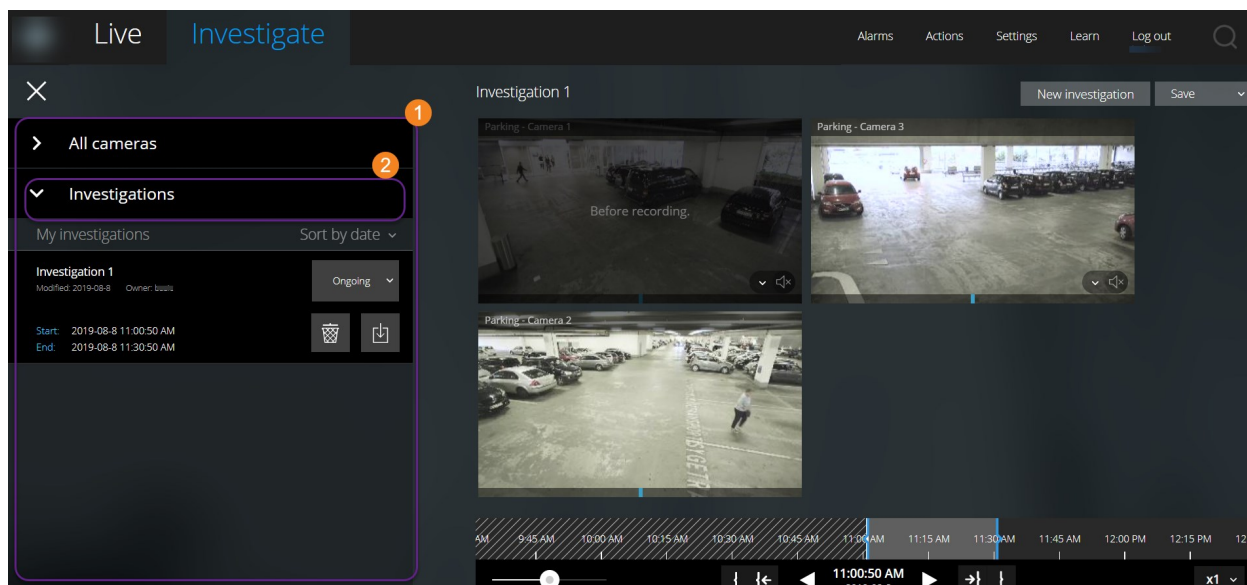 Live Investigate Alarms Actions Settings Learn Log out
1
All cameras
2
Investigations
My investigations Sort by date
Investigation 1
Modified: 2019-08-8 Owner:
Ongoing
Start: 2019-08-8 11:00:50 AM
End: 2019-08-8 11:30:50 AM
Investigation 1 New investigation Save
Parking - Camera 1
Before recording.
Parking - Camera 3
Parking - Camera 2
AM 9:45 AM 10:00 AM 10:15 AM 10:30 AM 10:45 AM 11:00 AM 11:15 AM 11:30 AM 11:45 AM 12:00 PM 12:15 PM 12
11:00:50 AM
x1